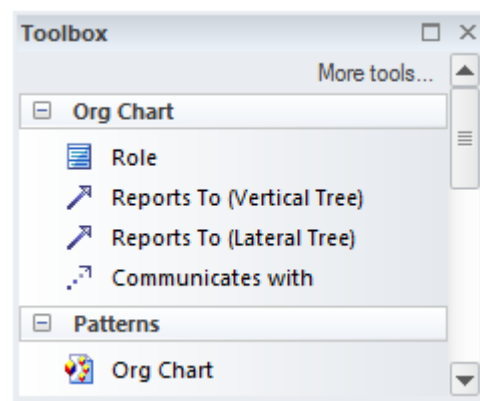 Toolbox
More tools...
Org Chart
Role
Reports To (Vertical Tree)
Reports To (Lateral Tree)
Communicates with
Patterns
Org Chart